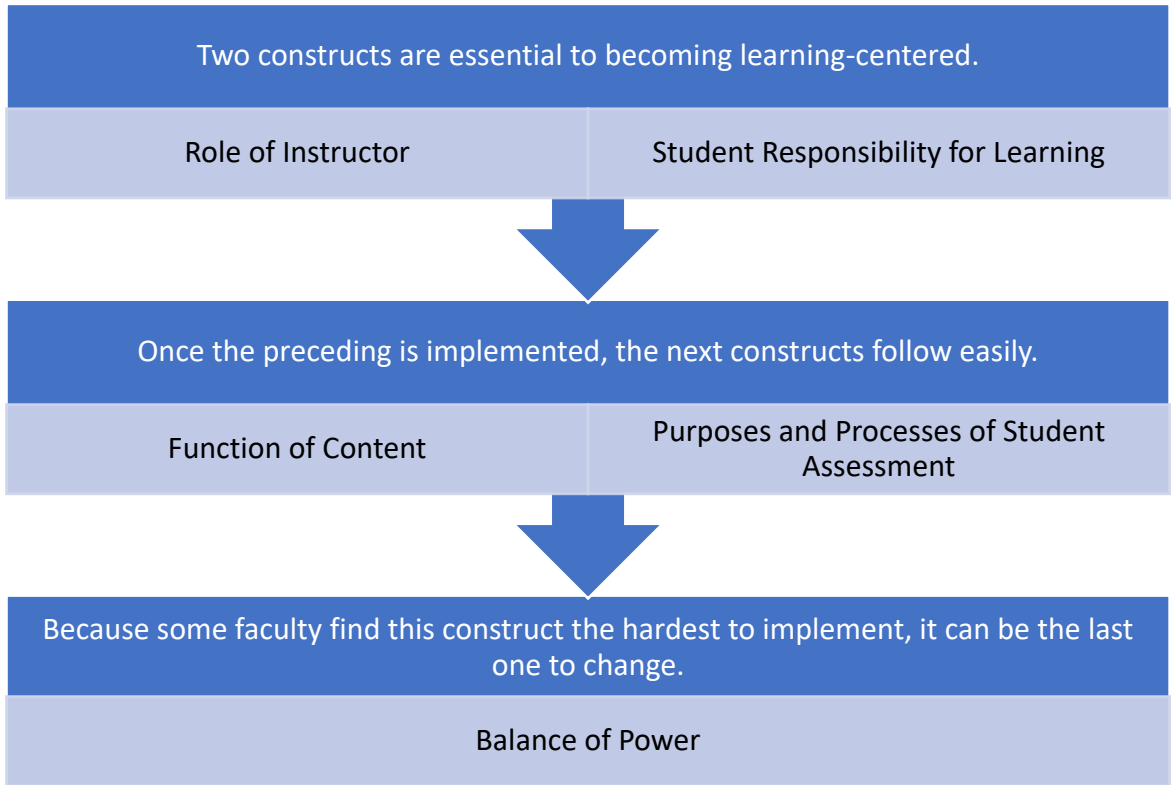 Two constructs are essential to becoming learning-centered.
Role of Instructor
Student Responsibility for Learning
Once the preceding is implemented, the next constructs follow easily.
Function of Content
Purposes and Processes of Student
Assessment
Because some faculty find this construct the hardest to implement, it can be the last
one to change.
Balance of Power